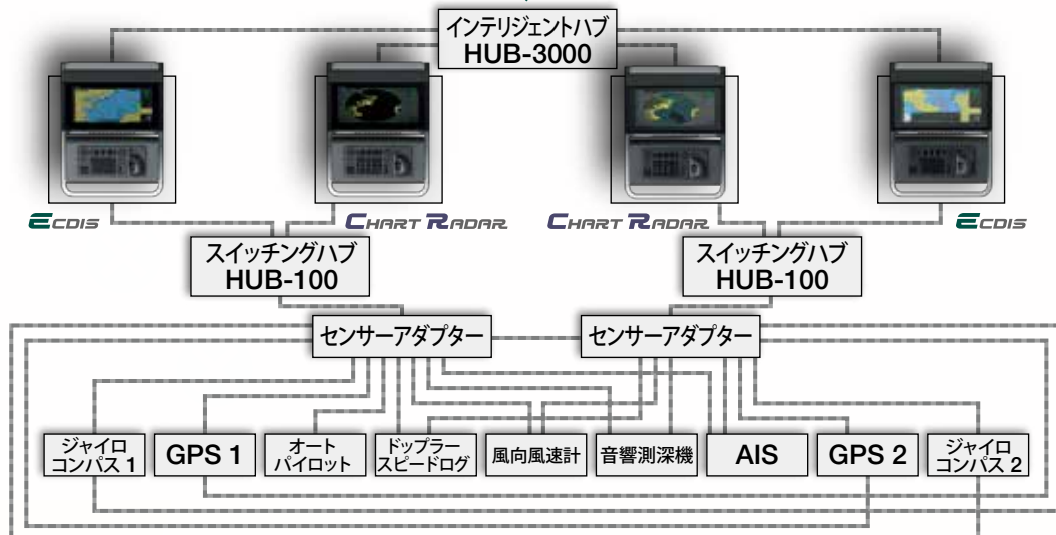 インテリジェントハブ
HUB-3000
ECDIS
CHART RADAR
CHART RADAR
ECDIS
スイッチングハブ
HUB-100
スイッチングハブ
HUB-100
センサーアダプター
センサーアダプター
ジャイロ
コンパス 1
GPS 1
オート
パイロット
ドップラー
スピードログ
風向風速計
音響測深機
AIS
GPS 2
ジャイロ
コンパス 2